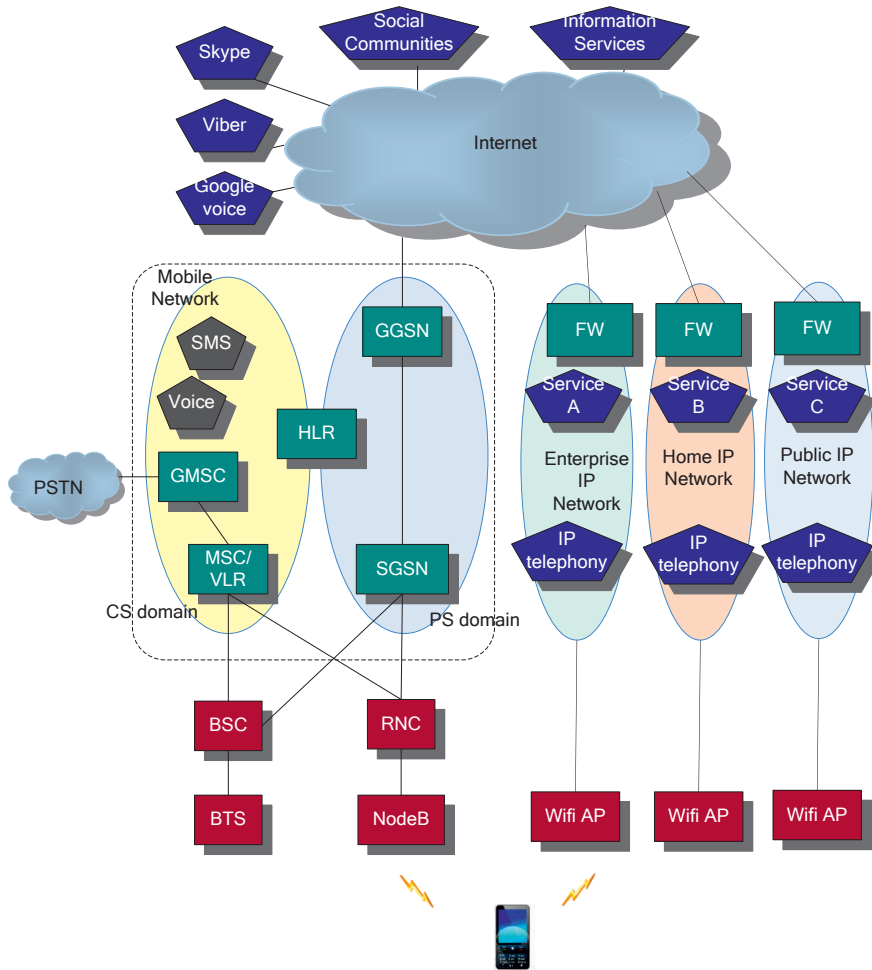 Social
Communities
Information
Services
Skype
Viber
Internet
Google
voice
Mobile
Network
SMS
Voice
GGSN
HLR
GMSC
PSTN
MSC/
VLR
SGSN
CS domain
PS domain
FW
FW
FW
Service
A
Service
B
Service
C
Enterprise
IP
Network
Home IP
Network
Public IP
Network
IP
telephony
IP
telephony
IP
telephony
BSC
RNC
BTS
NodeB
Wifi AP
Wifi AP
Wifi AP